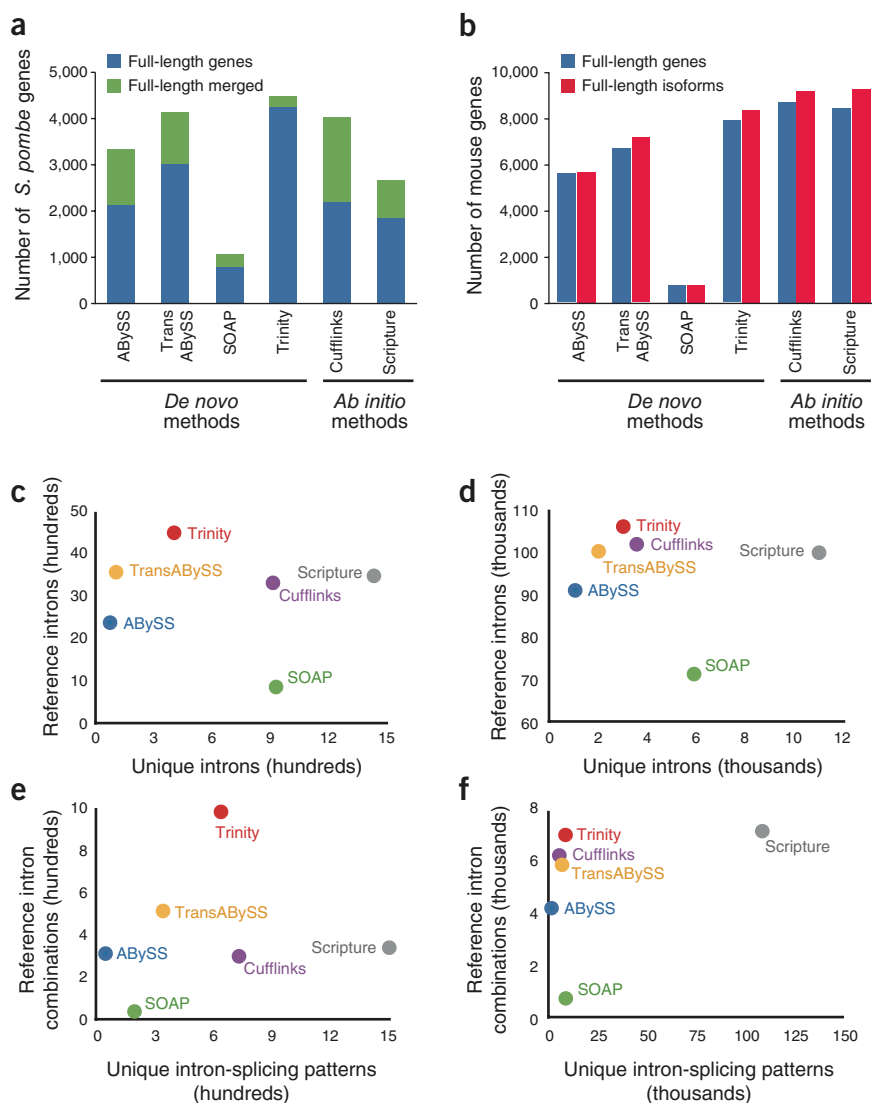 a
Full-length genes
Full-length merged
Number of S. pombe genes
5,000
4,000
3,000
2,000
1,000
0
ABySS
Trans
ABySS
SOAP
Trinity
Cufflinks
Scripture
De novo
methods
Ab initio
methods
b
Full-length genes
Full-length isoforms
Number of mouse genes
10,000
8,000
6,000
4,000
2,000
0
ABySS
Trans
ABySS
SOAP
Trinity
Cufflinks
Scripture
De novo
methods
Ab initio
methods
c
Reference introns (hundreds)
50
40
30
20
10
0
Trinity
TransABySS
Scripture
Cufflinks
ABySS
SOAP
0 3 6 9 12 15
Unique introns (hundreds)
d
Reference introns (thousands)
110
100
90
80
70
60
Trinity
Cufflinks
Scripture
TransABySS
ABySS
SOAP
0 2 4 6 8 10 12
Unique introns (thousands)
e
Reference intron
combinations (hundreds)
10
8
6
4
2
0
Trinity
TransABySS
ABySS
Scripture
Cufflinks
SOAP
0 3 6 9 12 15
Unique intron-splicing patterns
(hundreds)
f
Reference intron
combinations (thousands)
8
6
4
2
0
Trinity
Cufflinks
Scripture
TransABySS
ABySS
SOAP
0 25 50 75 100 125 150
Unique intron-splicing patterns
(thousands)